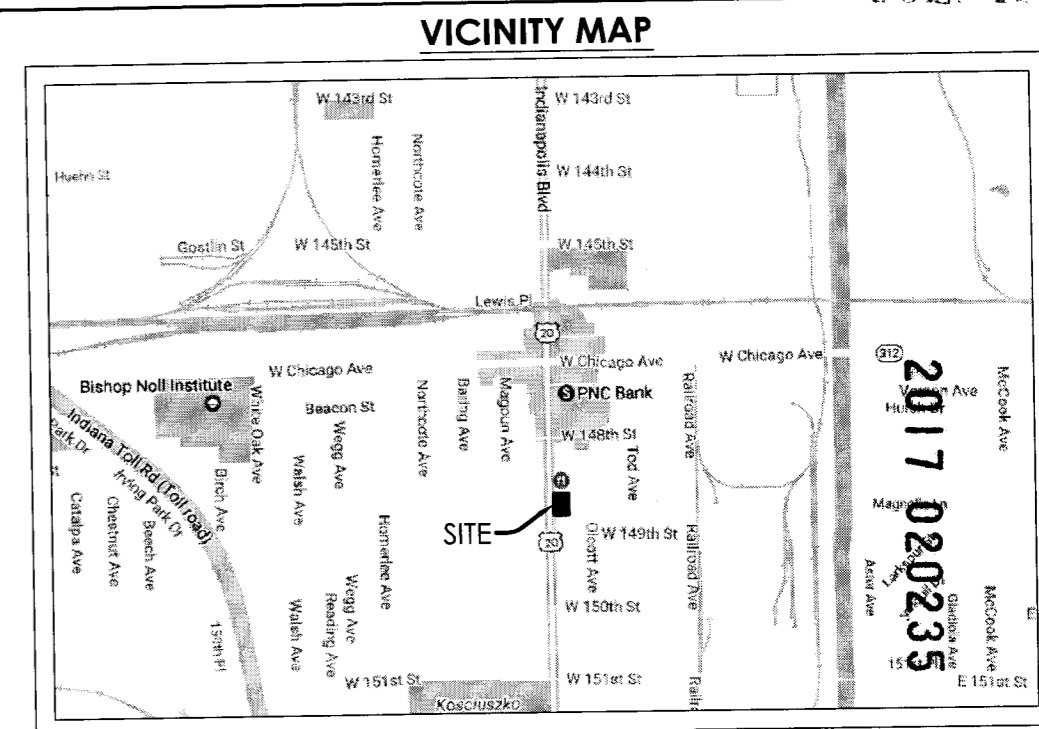 VICINITY MAP
W 143rd St
W 143rd St
Indianapolis Blvd
Homerlee Ave
Northcote Ave
Huehn St
W 144th St
Gostlin St
W 145th St
W 145th St
Lewis Pl
20
W Chicago Ave
W Chicago Ave
312
W Chicago Ave
Bishop Noll Institute
White Oak Ave
Beacon St
Northcote Ave
Baring Ave
Magoun Ave
$ PNC Bank
Railroad Ave
McCook Ave
2017 020235
W 148th St
Tod Ave
Indiana Toll Rd (Toll road)
Park Dr
Irving Park Dr
Birch Ave
Walsh Ave
Wegg Ave
Homerlee Ave
SITE
20
Olcott Ave
W 149th St
Railroad Ave
Catalpa Ave
Chestnut Ave
Beech Ave
Aster Ave
Gladiola Ave
McCook Ave
150th Pl
Walsh Ave
Wegg Ave
Reading Ave
W 150th St
W 151st St
W 151st St
E 151st St
Kosciuszko